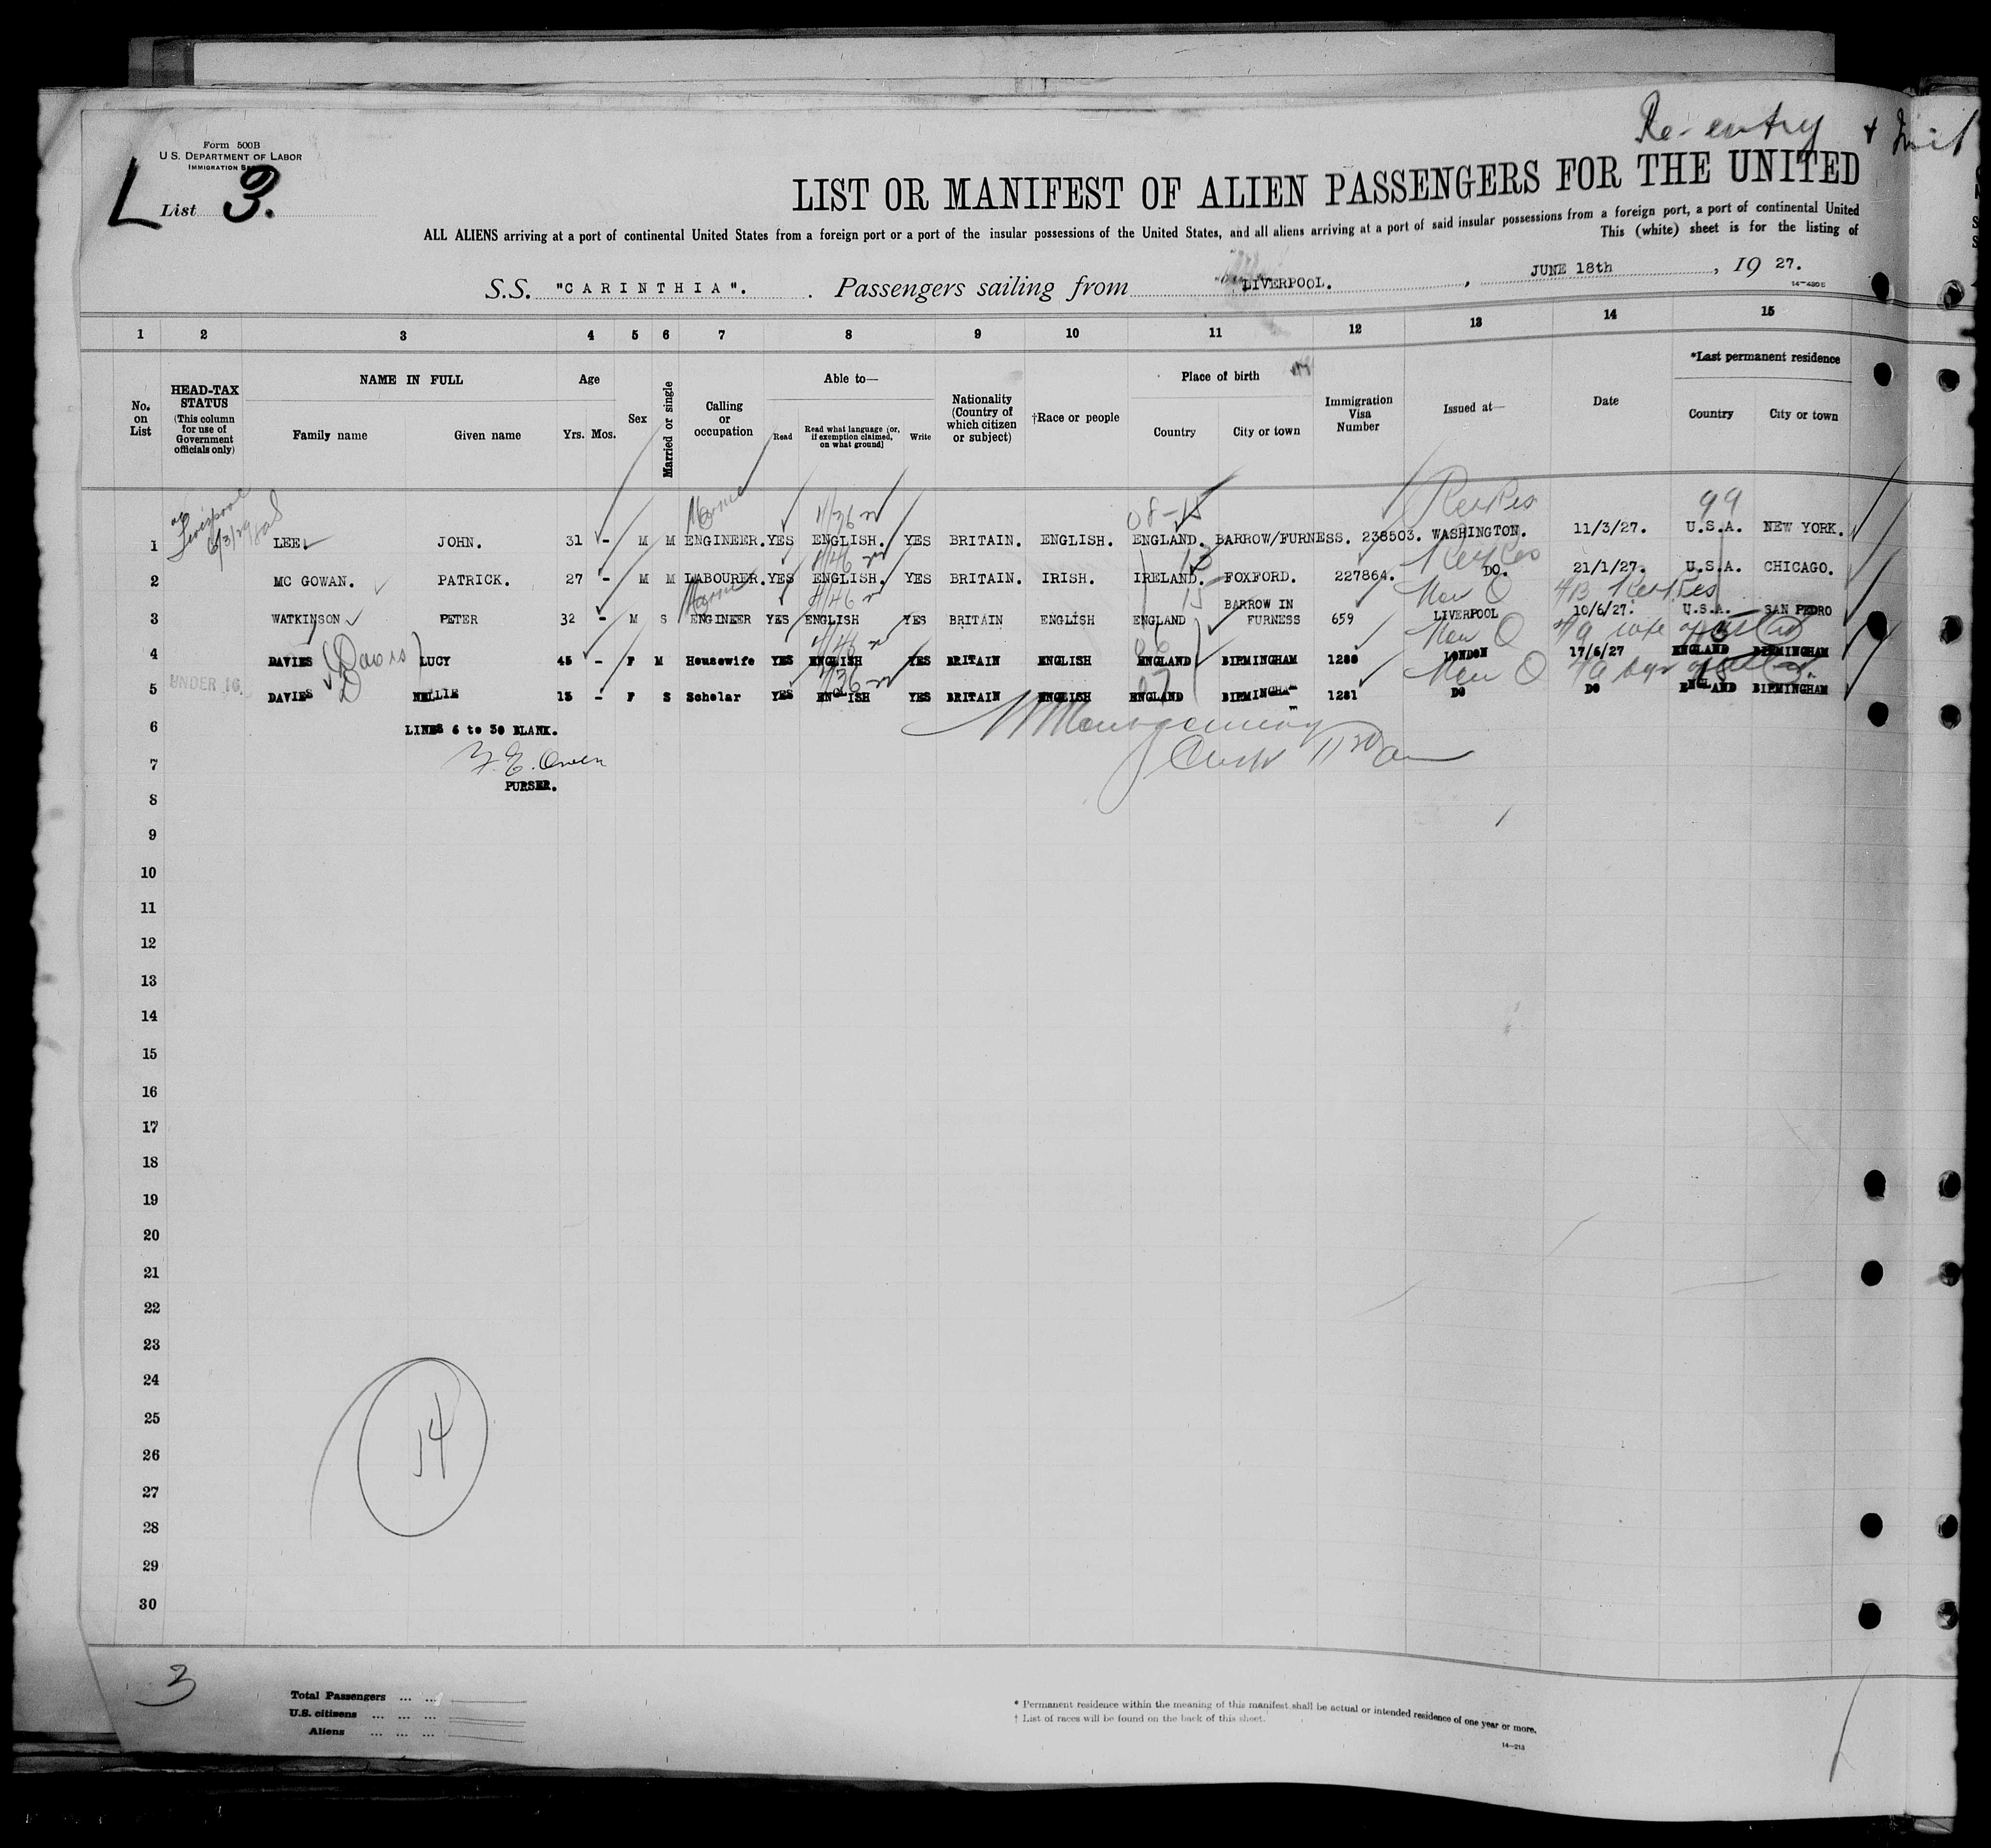 Re-entry
Form 500B
U.S. DEPARTMENT OF LABOR
IMMIGRATION
L List 3.
LIST OR MANIFEST OF ALIEN PASSENGERS FOR THE UNITED
ALL ALIENS arriving at a port of continental United States from a foreign port or a port of the insular possessions of the United States, and all aliens arriving at a port of said insular possessions from a foreign port, a port of continental United
This (white) sheet is for the listing of
S.S. "CARINTHIA". Passengers sailing from LIVERPOOL. , JUNE 18th , 19 27.
1 2 3 4 5 6 7 8 9 10 11 12 13 14 15
No. on List
HEAD-TAX STATUS (This column for use of Government officials only)
NAME IN FULL
Family name Given name
Age
Yrs. Mos.
Sex
Married or single
Calling or occupation
Able to—
Read Read what language (or, if exemption claimed, on what ground) Write
Nationality (Country of which citizen or subject)
†Race or people
Place of birth
Country City or town
Immigration Visa Number
Issued at—
Date
*Last permanent residence
Country City or town
99
1 LEE JOHN. 31 - M M ENGINEER. YES ENGLISH. YES BRITAIN. ENGLISH. ENGLAND. BARROW/FURNESS. 238503. WASHINGTON. 11/3/27. U.S.A. NEW YORK.
2 MC GOWAN. PATRICK. 27 - M M LABOURER. YES ENGLISH. YES BRITAIN. IRISH. IRELAND. FOXFORD. 227864. DO. 21/1/27. U.S.A. CHICAGO.
3 WATKINSON PETER 32 - M S ENGINEER YES ENGLISH YES BRITAIN ENGLISH ENGLAND BARROW IN FURNESS 659 LIVERPOOL 10/6/27. U.S.A. SAN PEDRO
4 DAVIES (Davis) LUCY 45 - F M Housewife YES ENGLISH YES BRITAIN ENGLISH ENGLAND BIRMINGHAM 1280 LONDON 17/6/27 ENGLAND BIRMINGHAM
UNDER 16.
5 DAVIES NELLIE 15 - F S Scholar YES ENGLISH YES BRITAIN ENGLISH ENGLAND BIRMINGHAM 1281 DO DO ENGLAND BIRMINGHAM
6 LINES 6 to 30 BLANK.
7
PURSER.
8
9
10
11
12
13
14
15
16
17
18
19
20
21
22
23
24
25
26
27
28
29
30
14
3
Total Passengers ... ...
U.S. citizens ... ... ...
Aliens ... ... ...
* Permanent residence within the meaning of this manifest shall be actual or intended residence of one year or more.
† List of races will be found on the back of this sheet.
14—213